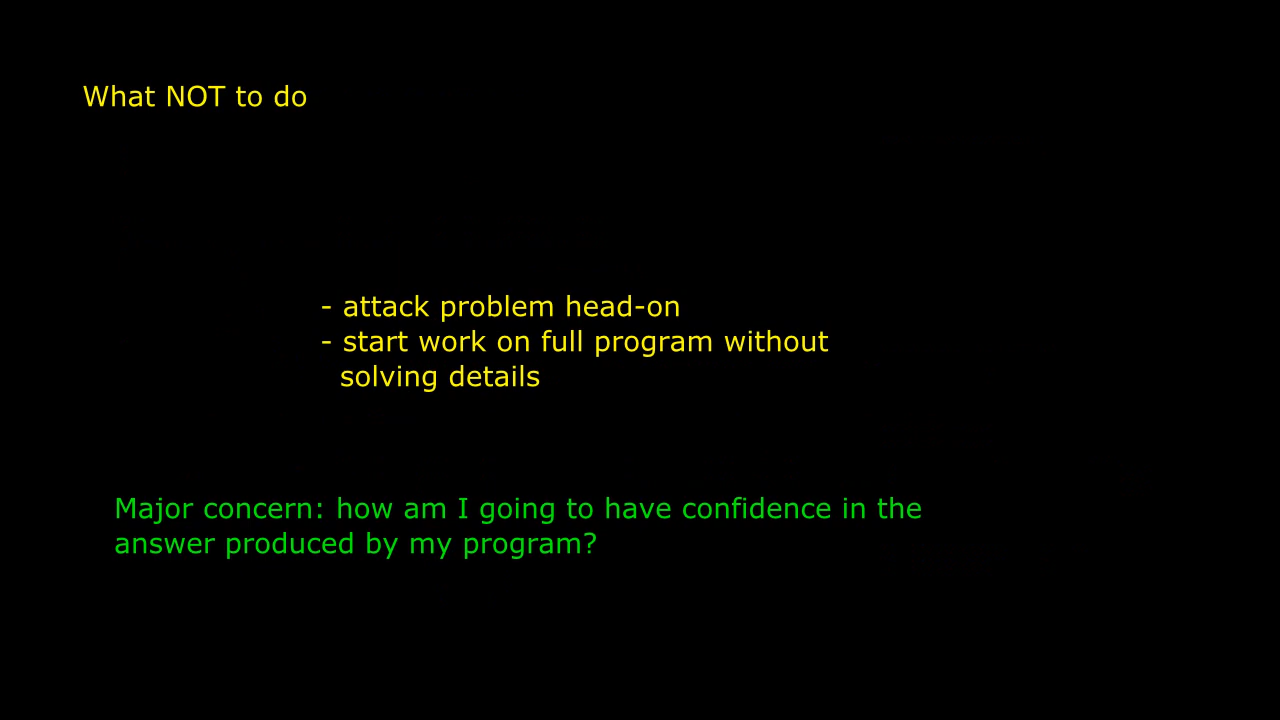 What NOT to do
- attack problem head-on
- start work on full program without
solving details
Major concern: how am I going to have confidence in the
answer produced by my program?